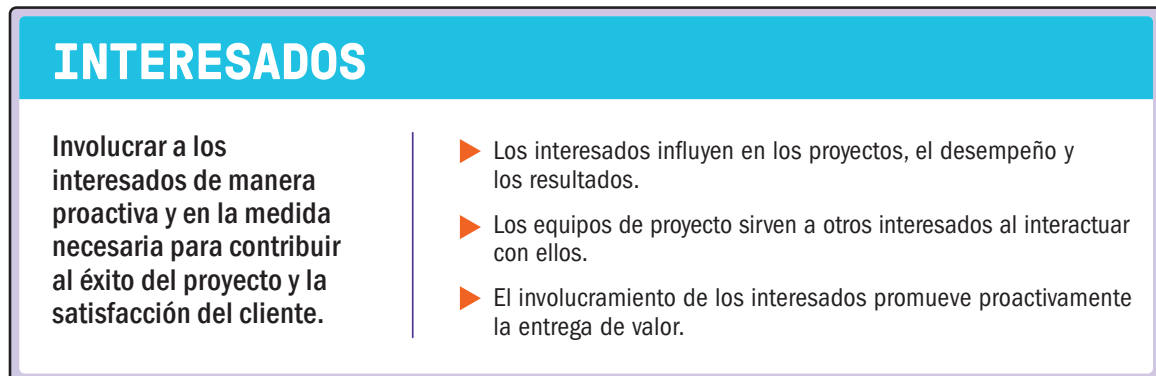 INTERESADOS
Involucrar a los
interesados de manera
proactiva y en la medida
necesaria para contribuir
al éxito del proyecto y la
satisfacción del cliente.
Los interesados influyen en los proyectos, el desempeño y
los resultados.
Los equipos de proyecto sirven a otros interesados al interactuar
con ellos.
El involucramiento de los interesados promueve proactivamente
la entrega de valor.